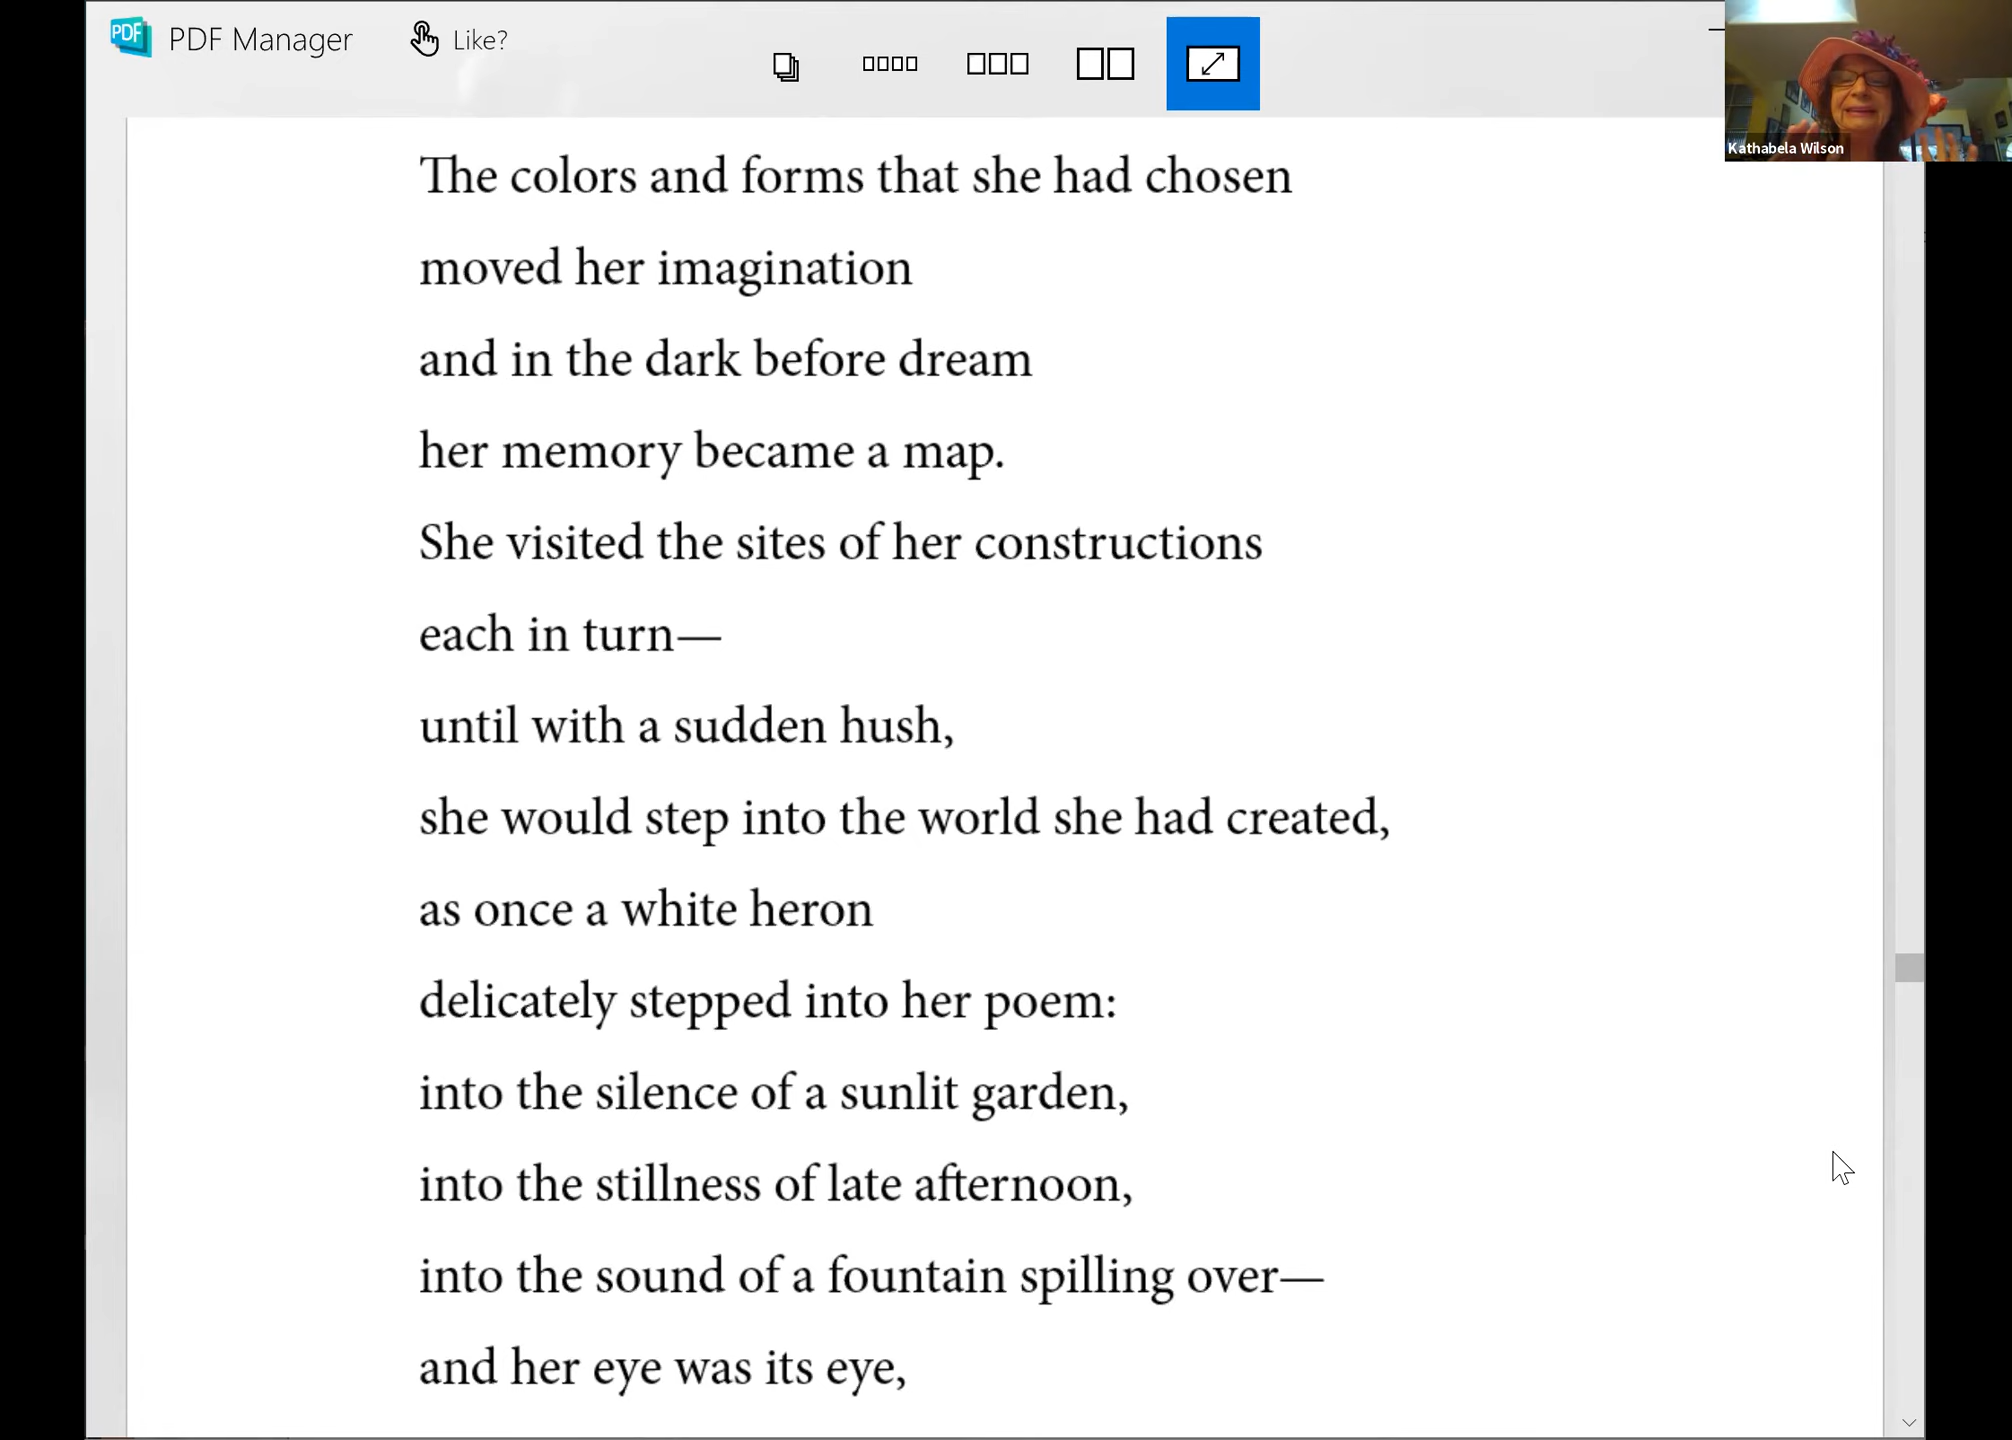 PDF PDF Manager Like?
Kathabela Wilson
The colors and forms that she had chosen
moved her imagination
and in the dark before dream
her memory became a map.
She visited the sites of her constructions
each in turn—
until with a sudden hush,
she would step into the world she had created,
as once a white heron
delicately stepped into her poem:
into the silence of a sunlit garden,
into the stillness of late afternoon,
into the sound of a fountain spilling over—
and her eye was its eye,